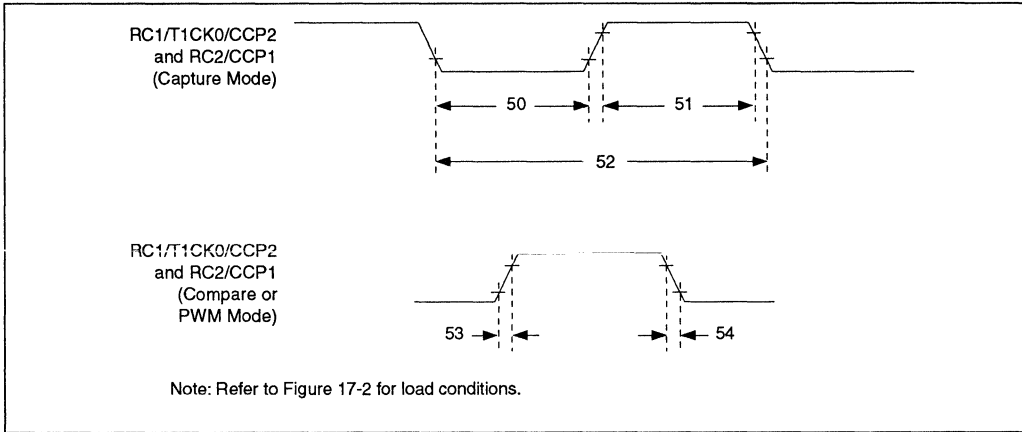 RC1/T1CK0/CCP2
and RC2/CCP1
(Capture Mode)
50
51
52
RC1/T1CK0/CCP2
and RC2/CCP1
(Compare or
PWM Mode)
53
54
Note: Refer to Figure 17-2 for load conditions.